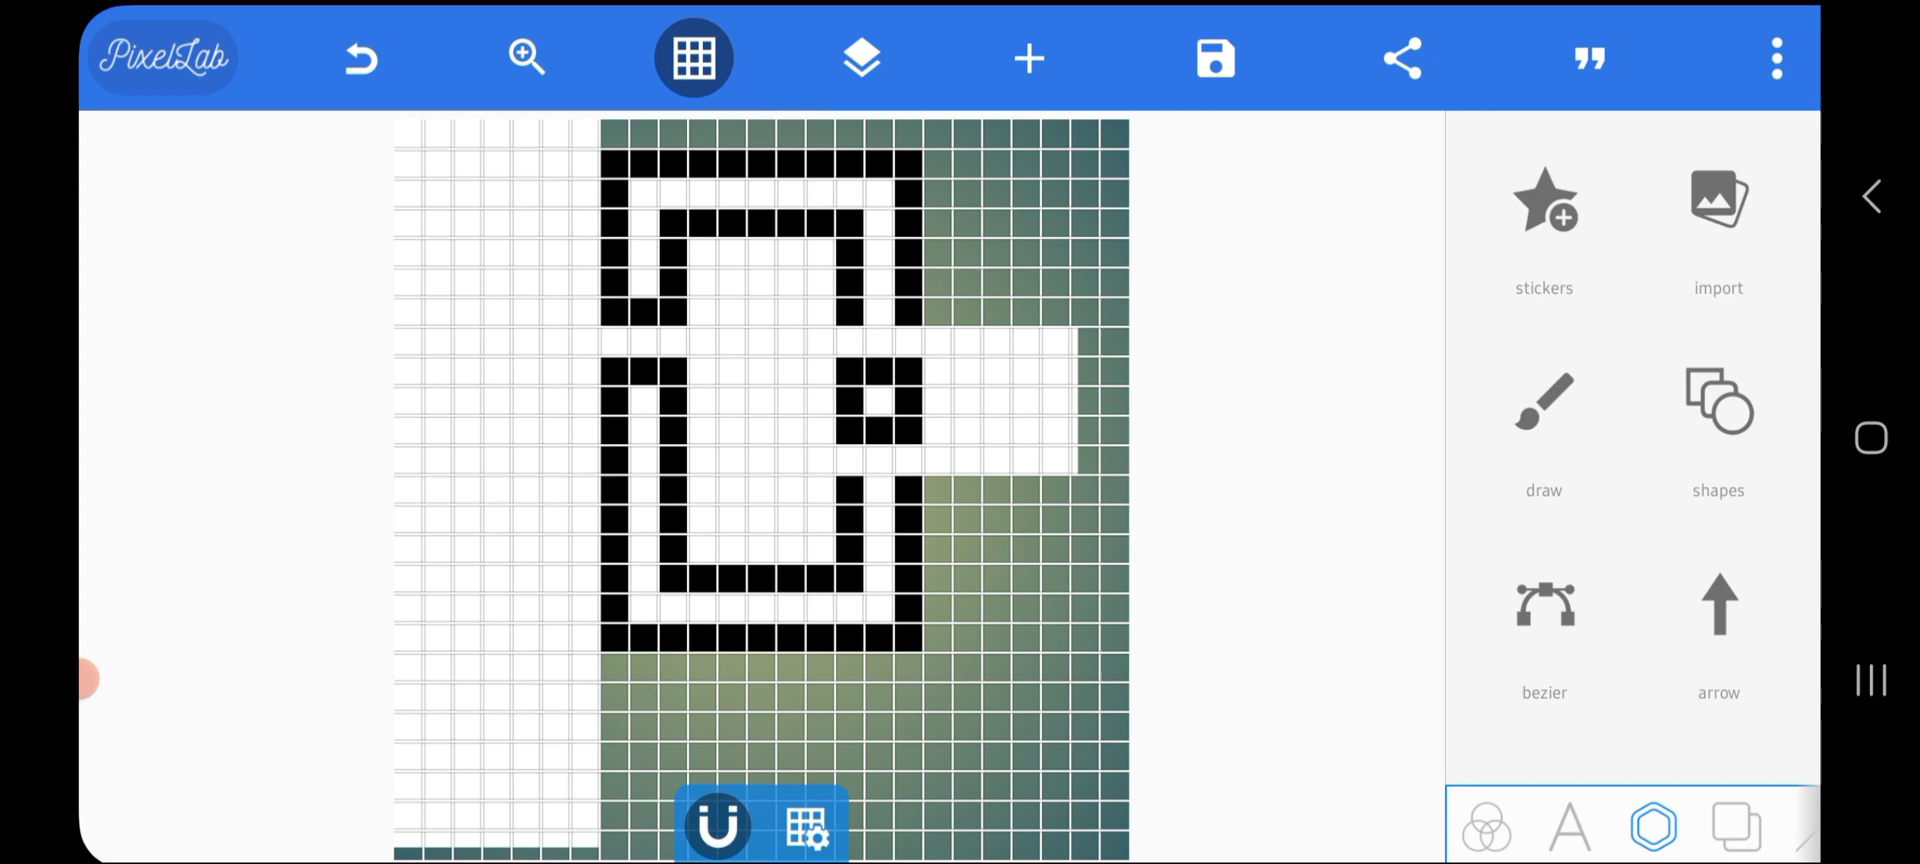 PixelLab
stickers
import
draw
shapes
bezier
arrow